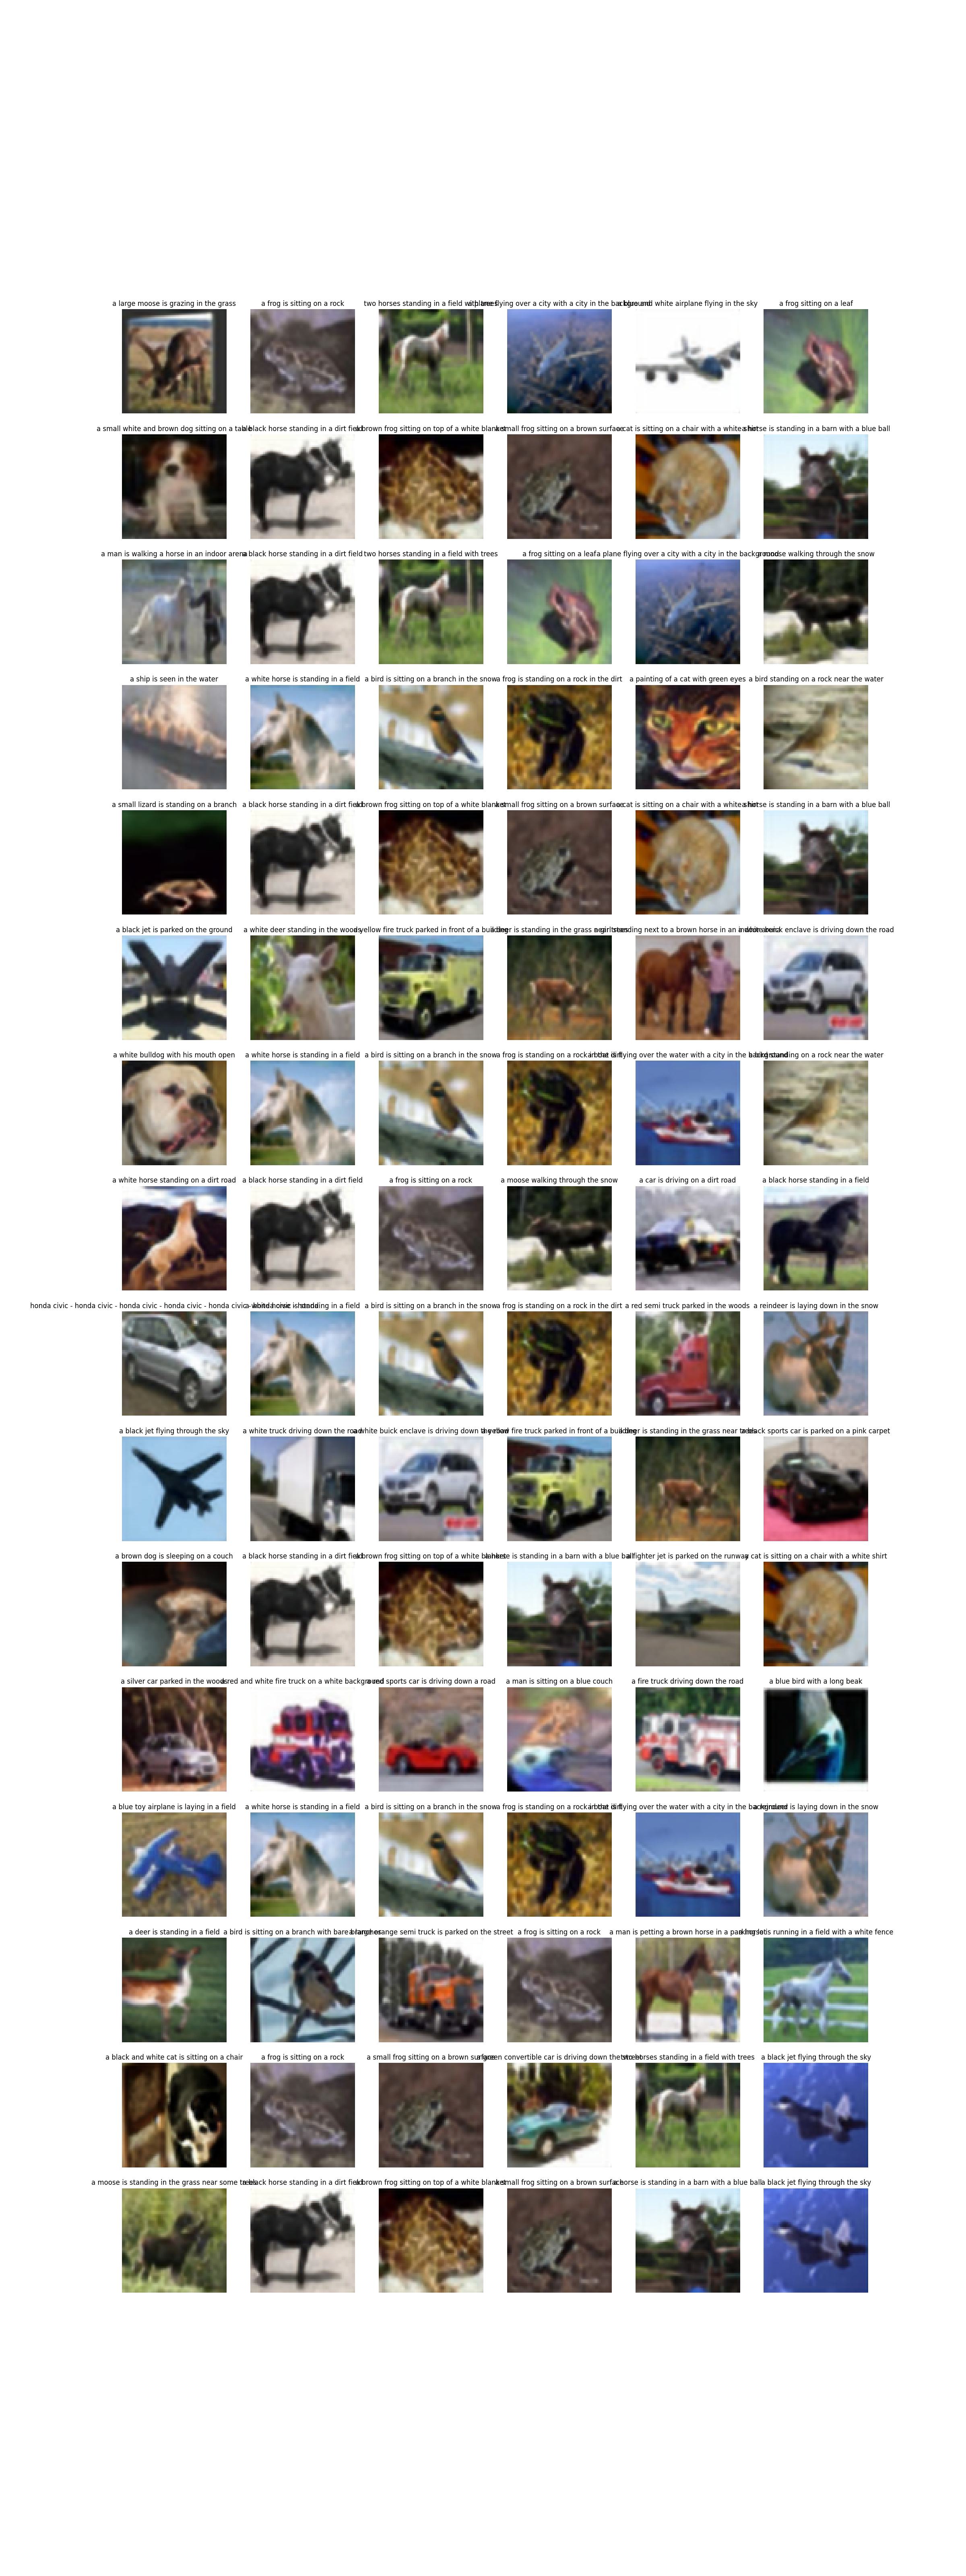 a large moose is grazing in the grass a frog is sitting on a rock two horses standing in a field with trees a plane flying over a city with a city in the background a blue and white airplane flying in the sky a frog sitting on a leaf
a small white and brown dog sitting on a table a black horse standing in a dirt field a brown frog sitting on top of a white blanket a small frog sitting on a brown surface a cat is sitting on a chair with a white shirt a horse is standing in a barn with a blue ball
a man is walking a horse in an indoor arena a black horse standing in a dirt field two horses standing in a field with trees a frog sitting on a leaf a plane flying over a city with a city in the background a moose walking through the snow
a ship is seen in the water a white horse is standing in a field a bird is sitting on a branch in the snow a frog is standing on a rock in the dirt a painting of a cat with green eyes a bird standing on a rock near the water
a small lizard is standing on a branch a black horse standing in a dirt field a brown frog sitting on top of a white blanket a small frog sitting on a brown surface a cat is sitting on a chair with a white shirt a horse is standing in a barn with a blue ball
a black jet is parked on the ground a white deer standing in the woods a yellow fire truck parked in front of a building a deer is standing in the grass near trees a girl standing next to a brown horse in an indoor arena a white buick enclave is driving down the road
a white bulldog with his mouth open a white horse is standing in a field a bird is sitting on a branch in the snow a frog is standing on a rock in the dirt a boat is flying over the water with a city in the background a bird standing on a rock near the water
a white horse standing on a dirt road a black horse standing in a dirt field a frog is sitting on a rock a moose walking through the snow a car is driving on a dirt road a black horse standing in a field
honda civic - honda civic - honda civic - honda civic - honda civic - honda civic - honda a white horse is standing in a field a bird is sitting on a branch in the snow a frog is standing on a rock in the dirt a red semi truck parked in the woods a reindeer is laying down in the snow
a black jet flying through the sky a white truck driving down the road a white buick enclave is driving down the road a yellow fire truck parked in front of a building a deer is standing in the grass near trees a black sports car is parked on a pink carpet
a brown dog is sleeping on a couch a black horse standing in a dirt field a brown frog sitting on top of a white blanket a horse is standing in a barn with a blue ball a fighter jet is parked on the runway a cat is sitting on a chair with a white shirt
a silver car parked in the woods a red and white fire truck on a white background a red sports car is driving down a road a man is sitting on a blue couch a fire truck driving down the road a blue bird with a long beak
a blue toy airplane is laying in a field a white horse is standing in a field a bird is sitting on a branch in the snow a frog is standing on a rock in the dirt a boat is flying over the water with a city in the background a reindeer is laying down in the snow
a deer is standing in a field a bird is sitting on a branch with bare branches a large orange semi truck is parked on the street a frog is sitting on a rock a man is petting a brown horse in a parking lot a horse is running in a field with a white fence
a black and white cat is sitting on a chair a frog is sitting on a rock a small frog sitting on a brown surface a green convertible car is driving down the street two horses standing in a field with trees a black jet flying through the sky
a moose is standing in the grass near some trees a black horse standing in a dirt field a brown frog sitting on top of a white blanket a small frog sitting on a brown surface a horse is standing in a barn with a blue ball a black jet flying through the sky